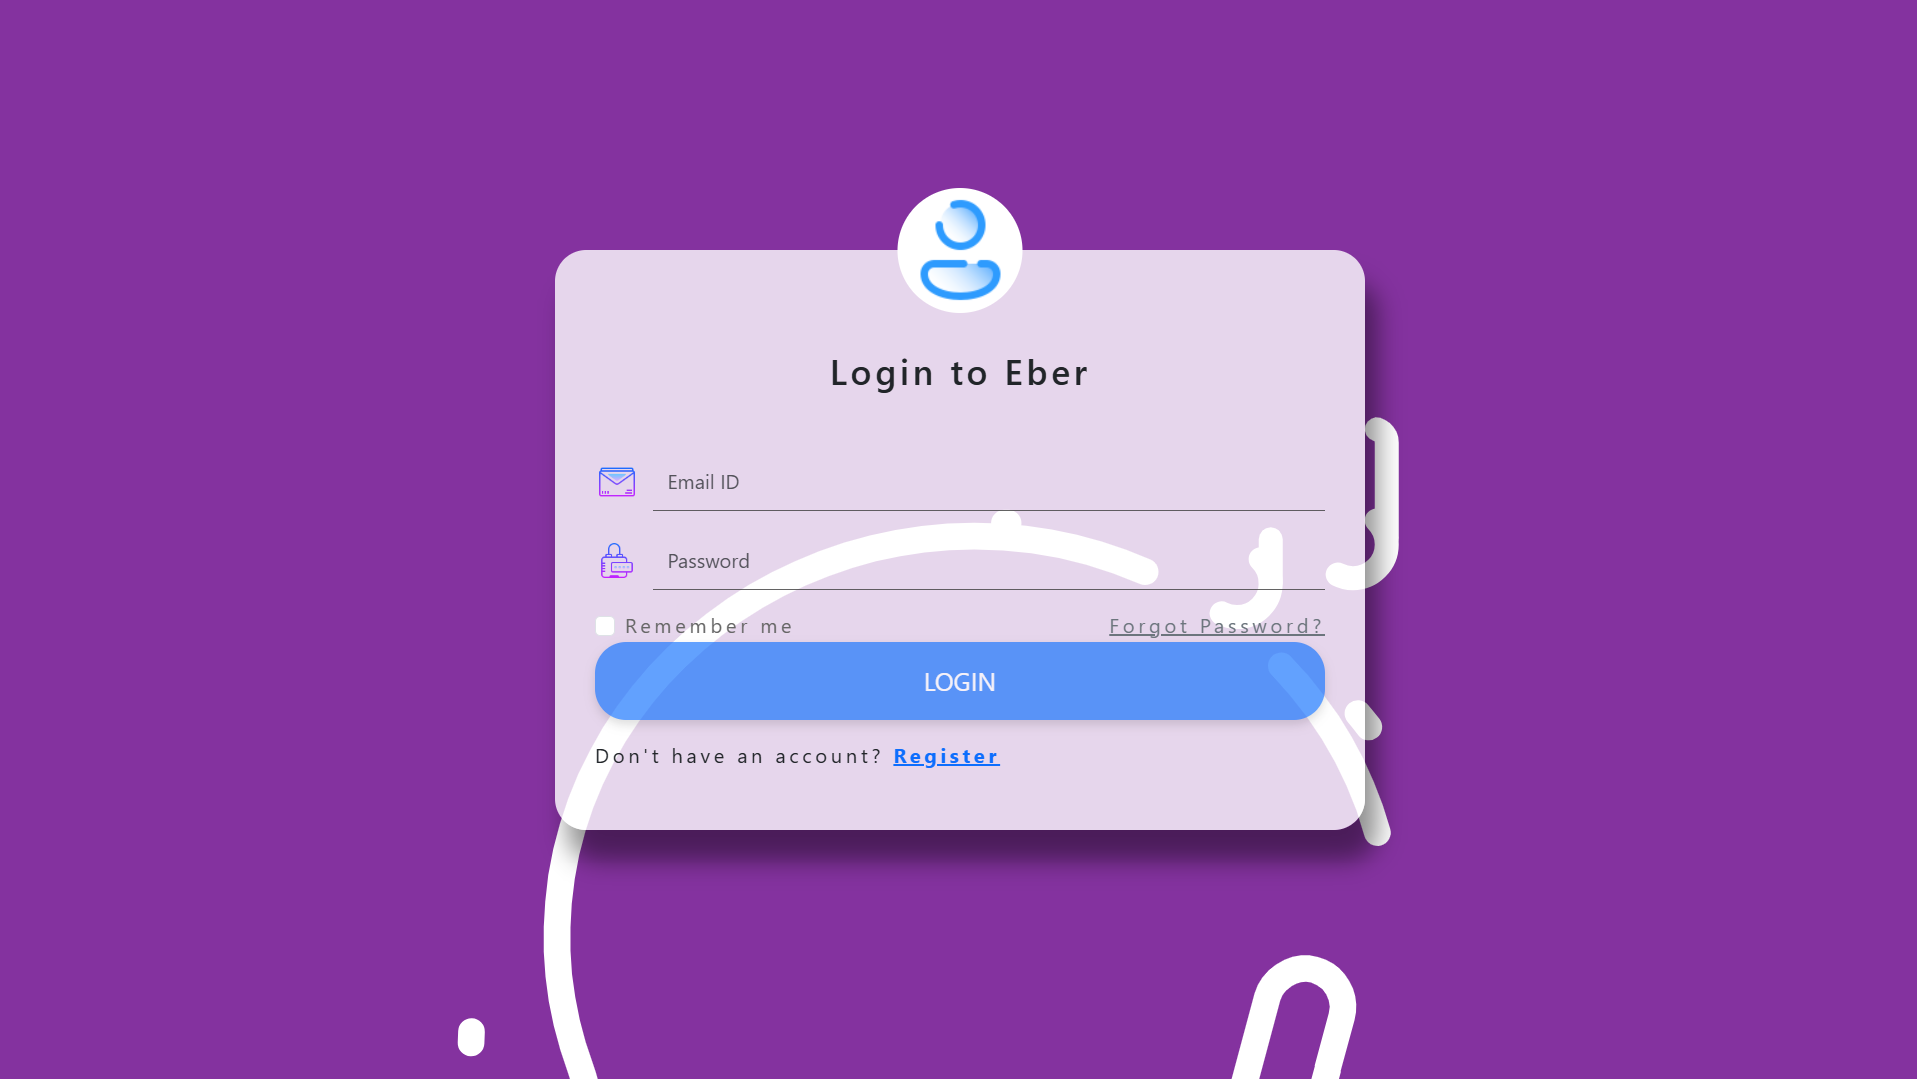 Login to Eber
Email ID
Password
Remember me Forgot Password?
LOGIN
Don't have an account? Register